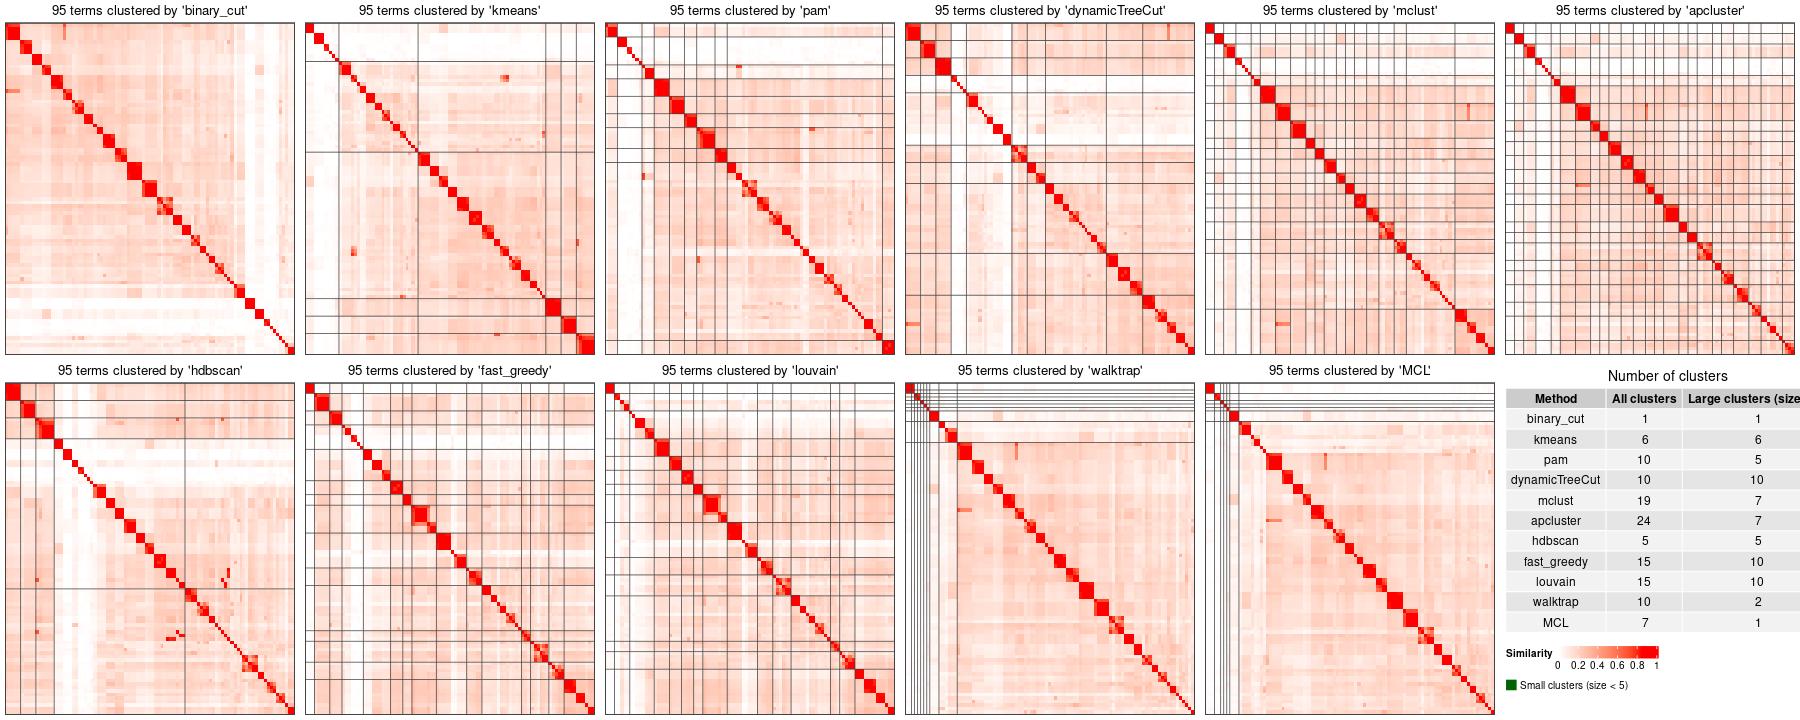 95 terms clustered by 'binary_cut'
95 terms clustered by 'kmeans'
95 terms clustered by 'pam'
95 terms clustered by 'dynamicTreeCut'
95 terms clustered by 'mclust'
95 terms clustered by 'apcluster'
95 terms clustered by 'hdbscan'
95 terms clustered by 'fast_greedy'
95 terms clustered by 'louvain'
95 terms clustered by 'walktrap'
95 terms clustered by 'MCL'
Number of clusters
Method All clusters Large clusters (size
binary_cut 1 1
kmeans 6 6
pam 10 5
dynamicTreeCut 10 10
mclust 19 7
apcluster 24 7
hdbscan 5 5
fast_greedy 15 10
louvain 15 10
walktrap 10 2
MCL 7 1
Similarity
0 0.2 0.4 0.6 0.8 1
Small clusters (size < 5)